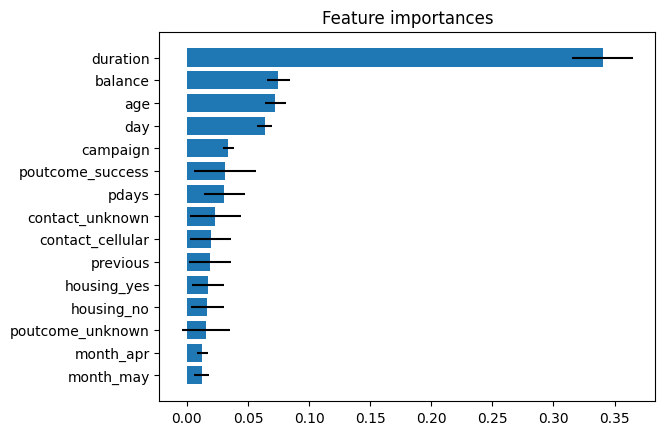 Feature importances
duration
balance
age
day
campaign
poutcome_success
pdays
contact_unknown
contact_cellular
previous
housing_yes
housing_no
poutcome_unknown
month_apr
month_may
0.00 0.05 0.10 0.15 0.20 0.25 0.30 0.35